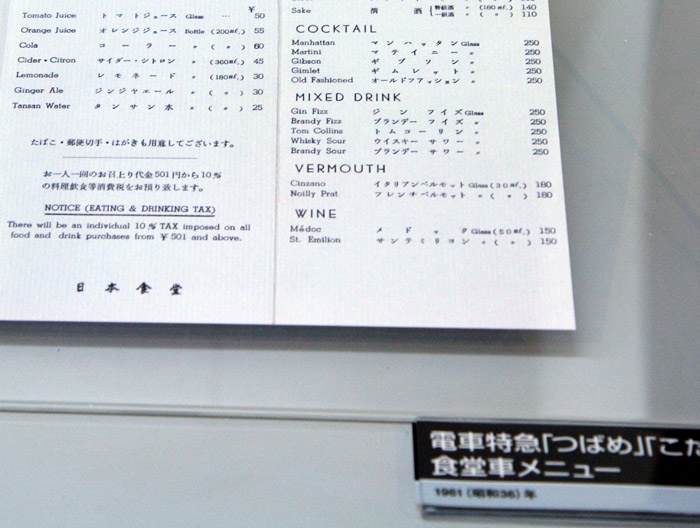 ¥
Tomato Juice トマトジュース Glass … 50
Orange Juice オレンジジュース Bottle (200㎖.) 55
Cola コーラー 〃 ( 〃 ) 60
Cider・Citron サイダー・シトロン 〃 (360㎖.) 45
Lemonade レモネード 〃 (180㎖.) 30
Ginger Ale ジンジャエール 〃 ( 〃 ) 30
Tansan Water タンサン水 〃 ( 〃 ) 25
たばこ・郵便切手・はがきも用意してございます。
お一人一回のお召上り代金501円から10%
の料理飲食等消費税をお預り致します。
NOTICE (EATING & DRINKING TAX)
There will be an individual 10% TAX imposed on all
food and drink purchases from ¥501 and above.
日本食堂
Sake 清酒 特級酒 〃 (180㎖.) 140
一級酒 〃 ( 〃 ) 110
COCKTAIL
Manhattan マンハッタン Glass 250
Martini マティニー 〃 250
Gibson ギブソン 〃 250
Gimlet ギムレット 〃 250
Old Fashioned オールドファッション 〃 250
MIXED DRINK
Gin Fizz ジンフイズ Glass 250
Brandy Fizz ブランデーフイズ 〃 250
Tom Collins トムコーリン 〃 250
Whisky Sour ウイスキーサワー 〃 250
Brandy Sour ブランデーサワー 〃 250
VERMOUTH
Cinzano イタリアンベルモット Glass (30㎖.) 180
Noilly Prat フレンチベルモット 〃 ( 〃 ) 180
WINE
Médoc メドック Glass (50㎖.) 150
St. Emilion サンテミリヨン 〃 ( 〃 ) 150
電車特急「つばめ」「こだ
食堂車メニュー
1961(昭和36)年